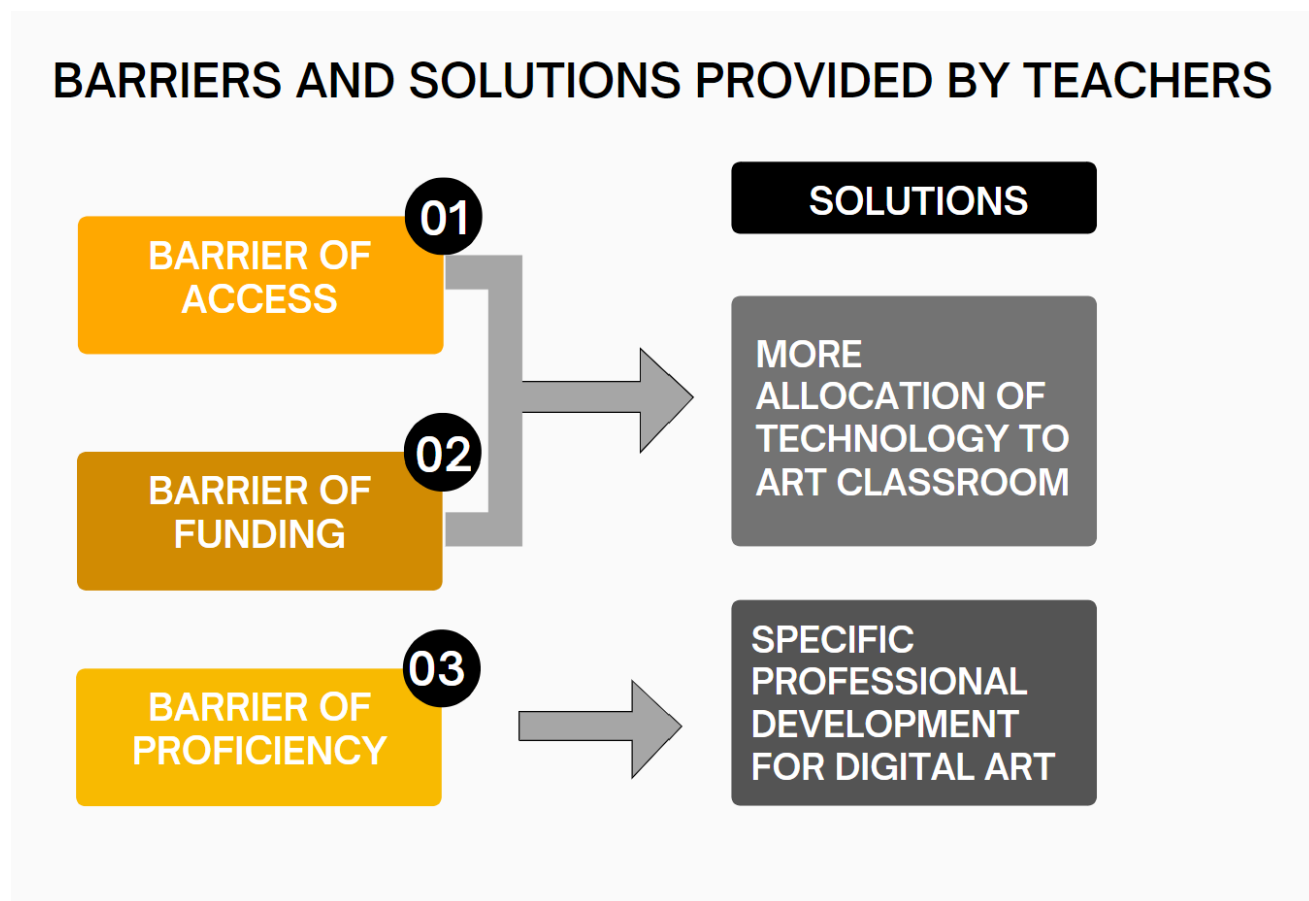 BARRIERS AND SOLUTIONS PROVIDED BY TEACHERS
01
BARRIER OF
ACCESS
02
BARRIER OF
FUNDING
03
BARRIER OF
PROFICIENCY
SOLUTIONS
MORE
ALLOCATION OF
TECHNOLOGY TO
ART CLASSROOM
SPECIFIC
PROFESSIONAL
DEVELOPMENT
FOR DIGITAL ART